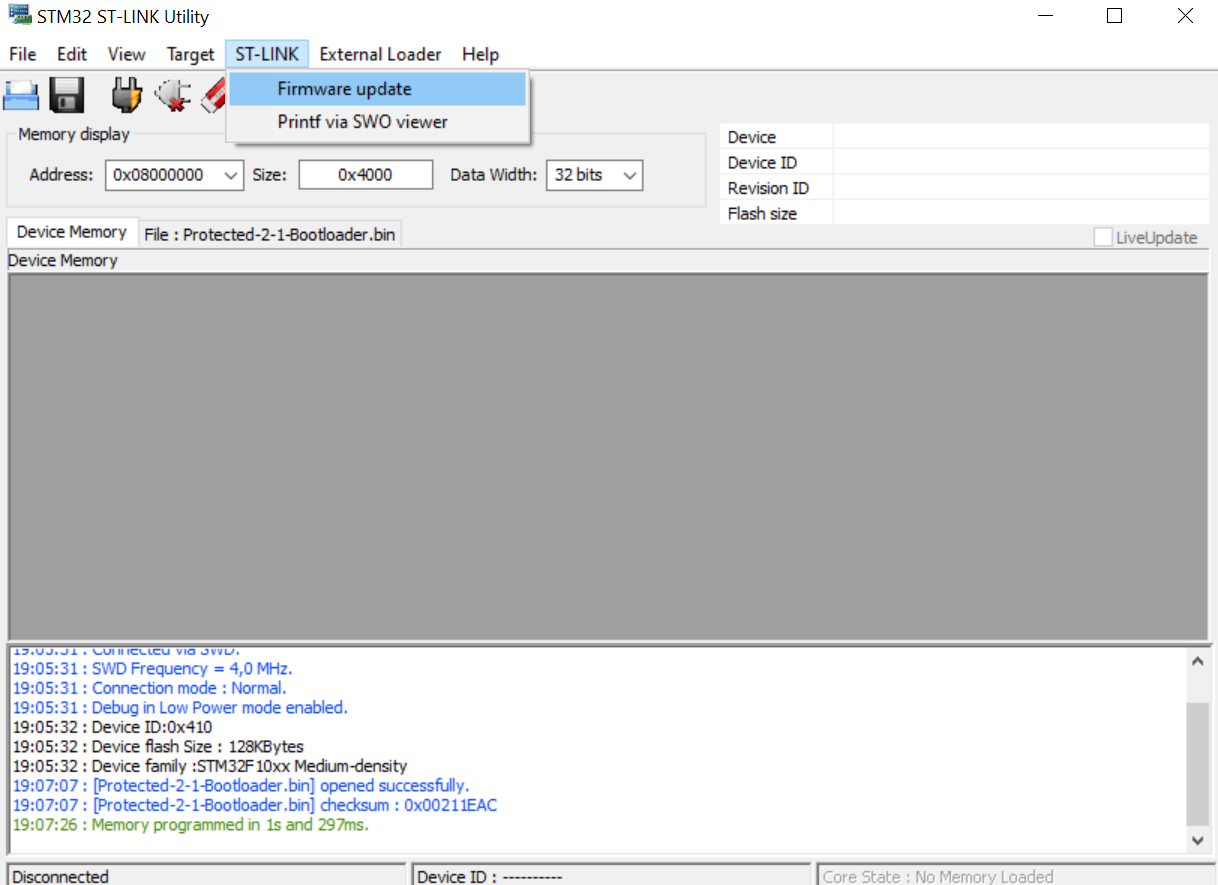 STM32 ST-LINK Utility
File Edit View Target ST-LINK External Loader Help
Firmware update
Printf via SWO viewer
Memory display
Address: 0x08000000 Size: 0x4000 Data Width: 32 bits
Device
Device ID
Revision ID
Flash size
Device Memory File : Protected-2-1-Bootloader.bin
LiveUpdate
Device Memory
19:05:31 : Connected via SWD.
19:05:31 : SWD Frequency = 4,0 MHz.
19:05:31 : Connection mode : Normal.
19:05:31 : Debug in Low Power mode enabled.
19:05:32 : Device ID:0x410
19:05:32 : Device flash Size : 128KBytes
19:05:32 : Device family :STM32F10xx Medium-density
19:07:07 : [Protected-2-1-Bootloader.bin] opened successfully.
19:07:07 : [Protected-2-1-Bootloader.bin] checksum : 0x00211EAC
19:07:26 : Memory programmed in 1s and 297ms.
Disconnected Device ID : ---------- Core State : No Memory Loaded